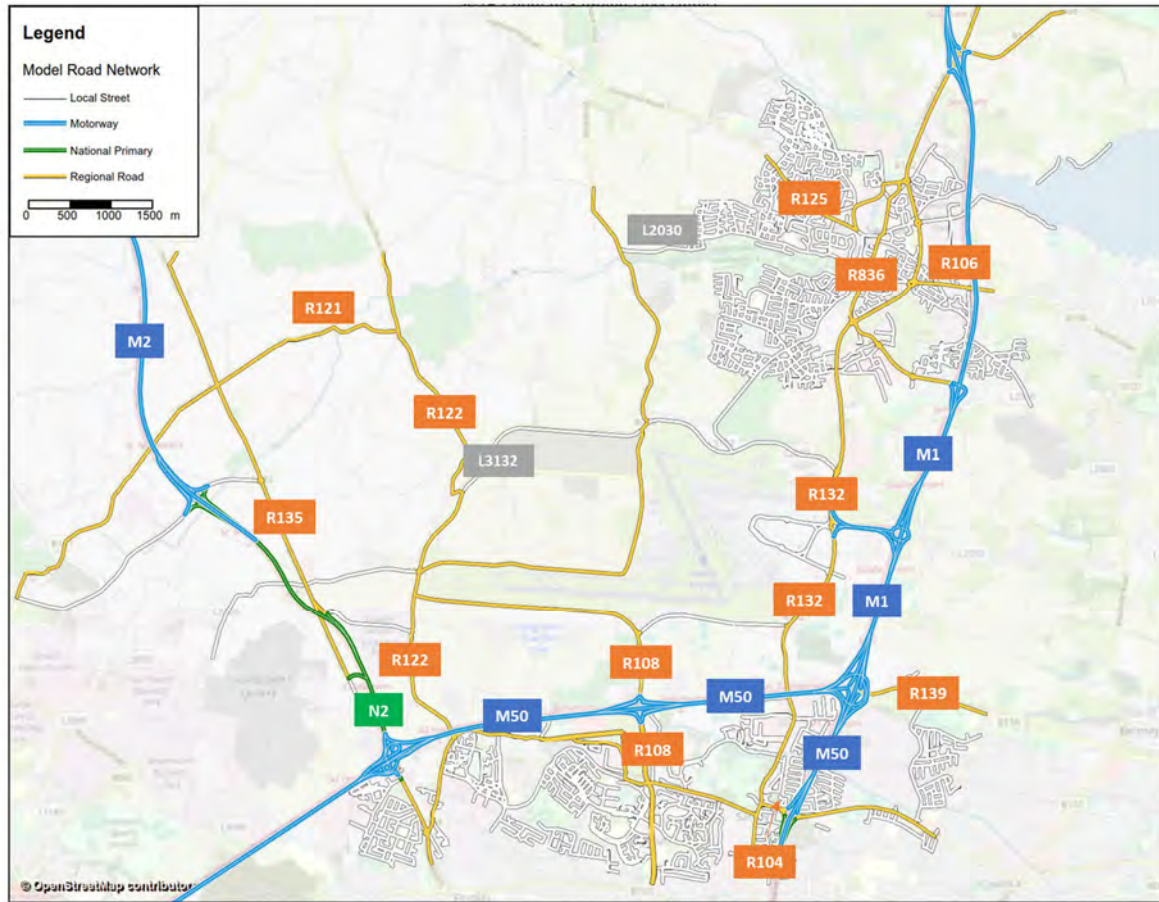 Legend
Model Road Network
Local Street
Motorway
National Primary
Regional Road
0 500 1000 1500 m
R125
L2030
R836
R106
R121
M2
R122
L3132
M1
R132
R135
R132
M1
R122
R108
R139
N2
M50
M50
R108
M50
R104
© OpenStreetMap contributor